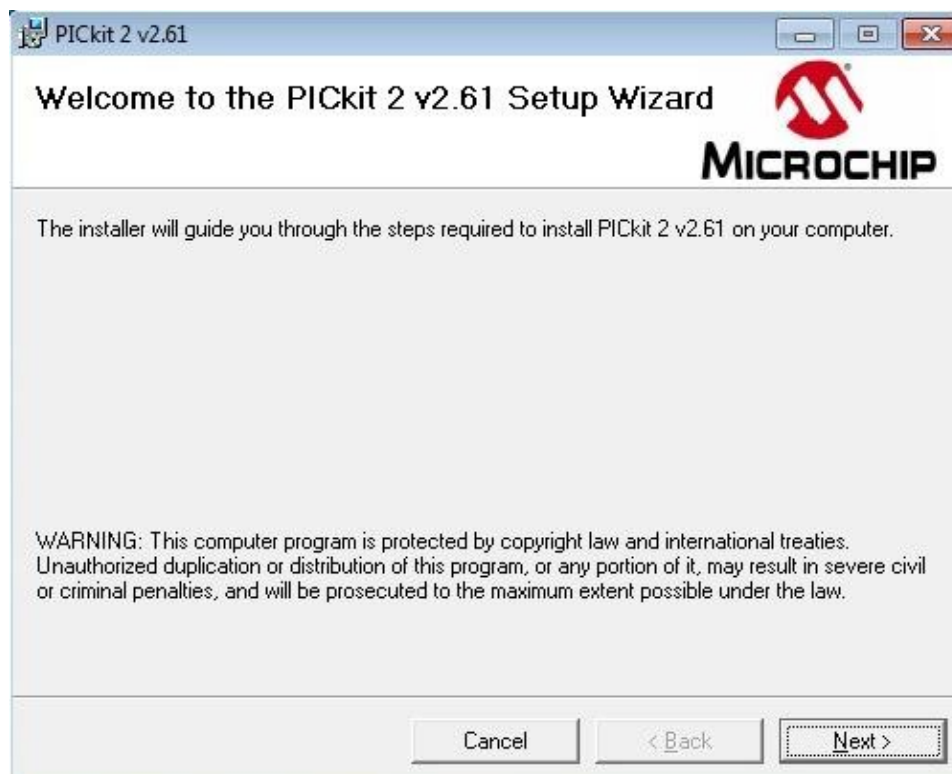 PICkit 2 v2.61
Welcome to the PICkit 2 v2.61 Setup Wizard
MICROCHIP
The installer will guide you through the steps required to install PICkit 2 v2.61 on your computer.
WARNING: This computer program is protected by copyright law and international treaties.
Unauthorized duplication or distribution of this program, or any portion of it, may result in severe civil
or criminal penalties, and will be prosecuted to the maximum extent possible under the law.
Cancel < Back Next >